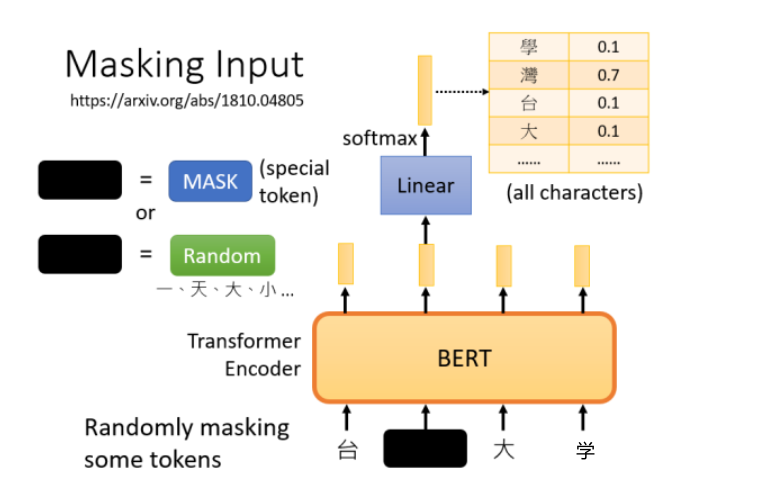 Masking Input
https://arxiv.org/abs/1810.04805
= MASK (special token)
or
= Random
一、天、大、小 ...
學 0.1
灣 0.7
台 0.1
大 0.1
...... ......
(all characters)
softmax
Linear
Transformer
Encoder
BERT
Randomly masking
some tokens
台 大 学